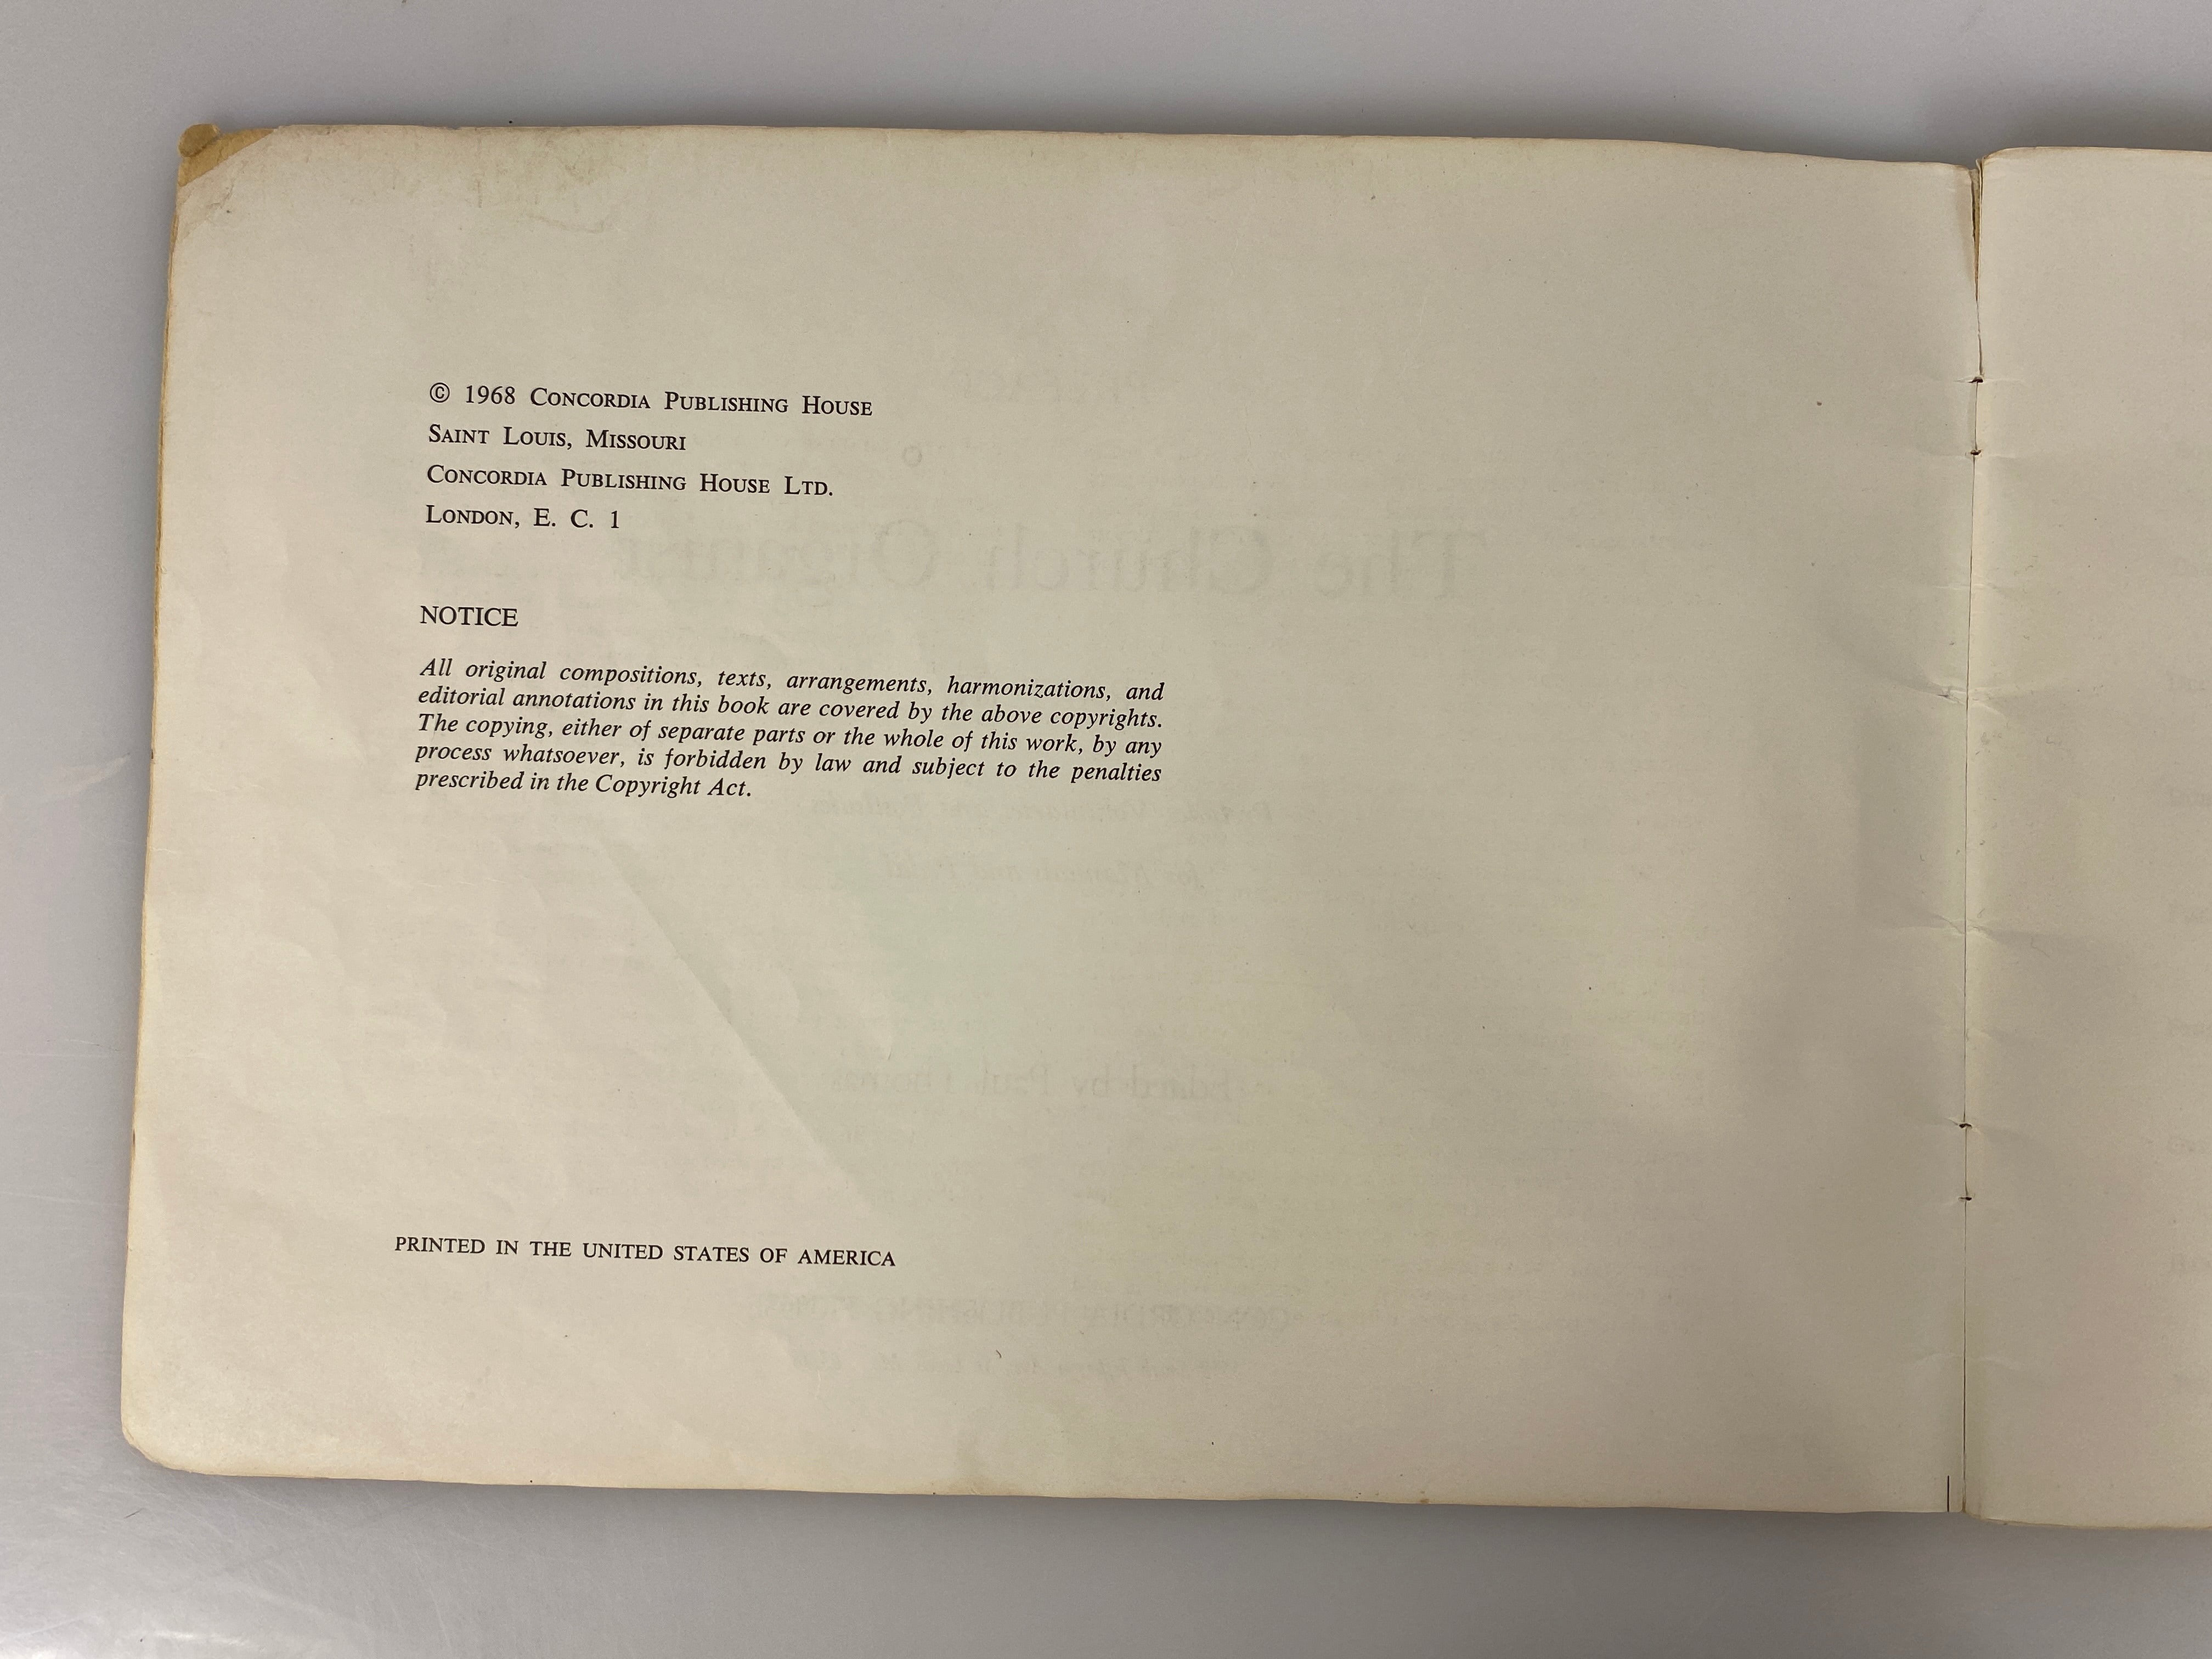 © 1968 CONCORDIA PUBLISHING HOUSE
SAINT LOUIS, MISSOURI
CONCORDIA PUBLISHING HOUSE LTD.
LONDON, E. C. 1
NOTICE
All original compositions, texts, arrangements, harmonizations, and
editorial annotations in this book are covered by the above copyrights.
The copying, either of separate parts or the whole of this work, by any
process whatsoever, is forbidden by law and subject to the penalties
prescribed in the Copyright Act.
PRINTED IN THE UNITED STATES OF AMERICA